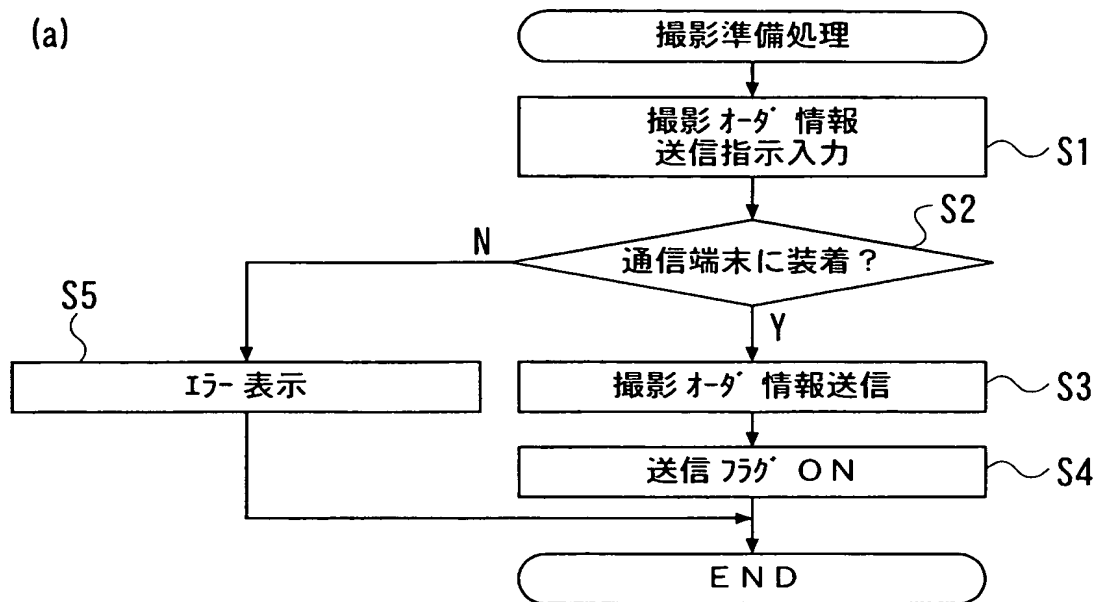 (a)
撮影準備処理
撮影 ｵｰﾀﾞ 情報
送信指示入力
S1
S2
通信端末に装着？
N
Y
S5
ｴﾗｰ 表示
撮影 ｵｰﾀﾞ 情報送信
S3
送信 ﾌﾗｸﾞ ＯＮ
S4
ＥＮＤ